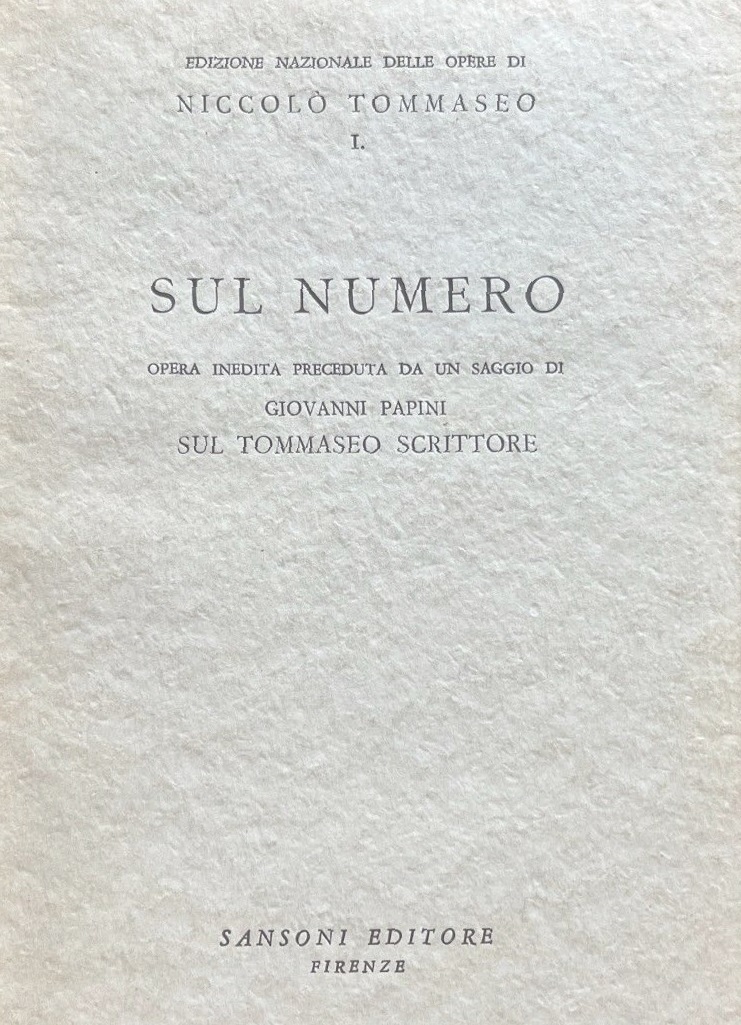 EDIZIONE NAZIONALE DELLE OPERE DI
NICCOLÒ TOMMASEO
I.
SUL NUMERO
OPERA INEDITA PRECEDUTA DA UN SAGGIO DI
GIOVANNI PAPINI
SUL TOMMASEO SCRITTORE
SANSONI EDITORE
FIRENZE